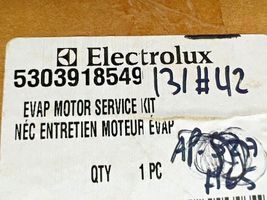 Electrolux
5303918549 131#42
EVAP MOTOR SERVICE KIT
NÉC ENTRETIEN MOTEUR ÉVAP
QTY 1 PC